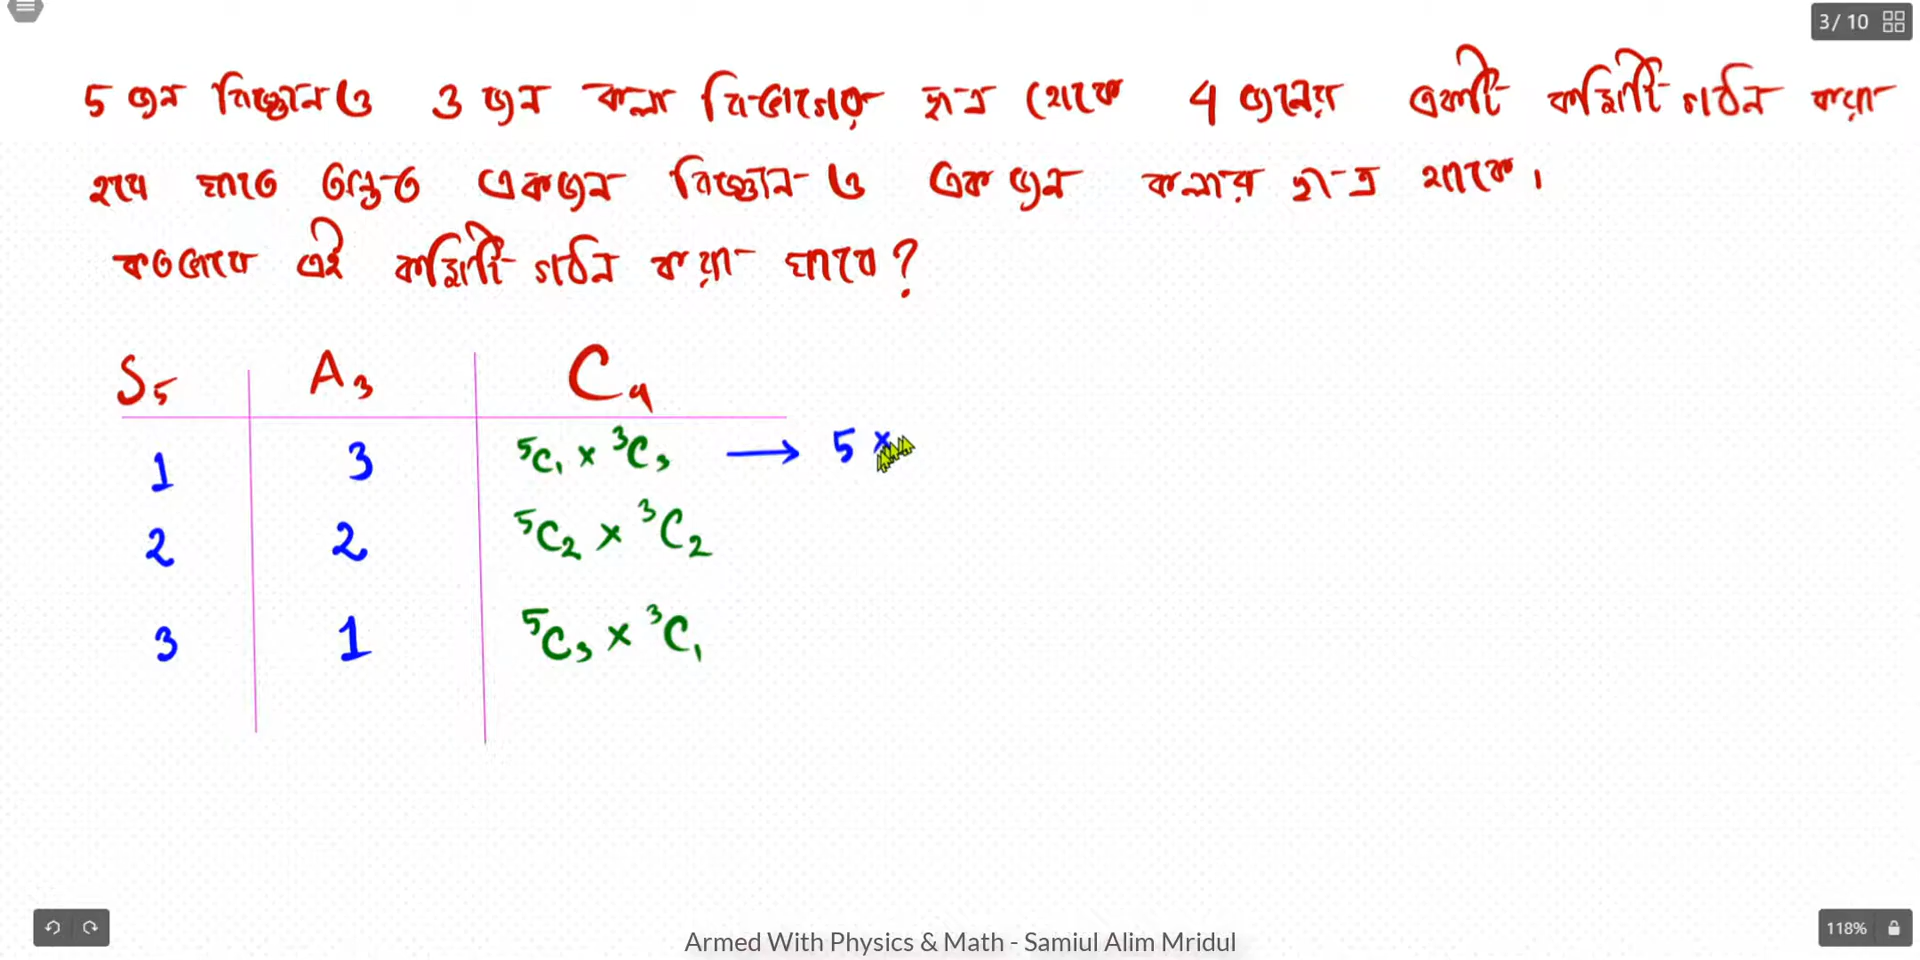 3 / 10
5 জন বিজ্ঞান ও 3 জন কলা বিভাগের ছাত্র থেকে 4 জনের একটি কমিটি গঠন করা
হবে যাতে অন্তত একজন বিজ্ঞান ও একজন কলার ছাত্র থাকে।
কতভাবে এই কমিটি গঠন করা যাবে?
S₅ A₃ C₄
1 3 ⁵C₁ × ³C₃ → 5 ×
2 2 ⁵C₂ × ³C₂
3 1 ⁵C₃ × ³C₁
118%
Armed With Physics & Math - Samiul Alim Mridul